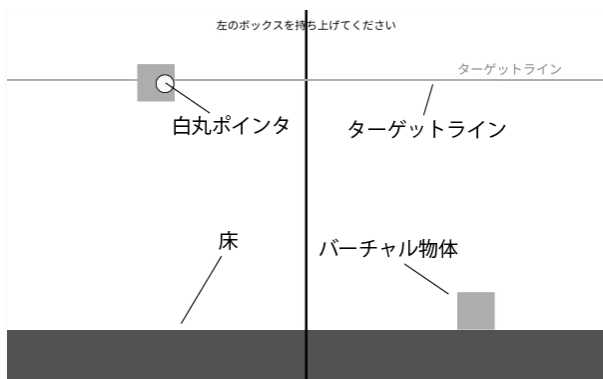 左のボックスを持ち上げてください
ターゲットライン
白丸ポインタ
ターゲットライン
床
バーチャル物体